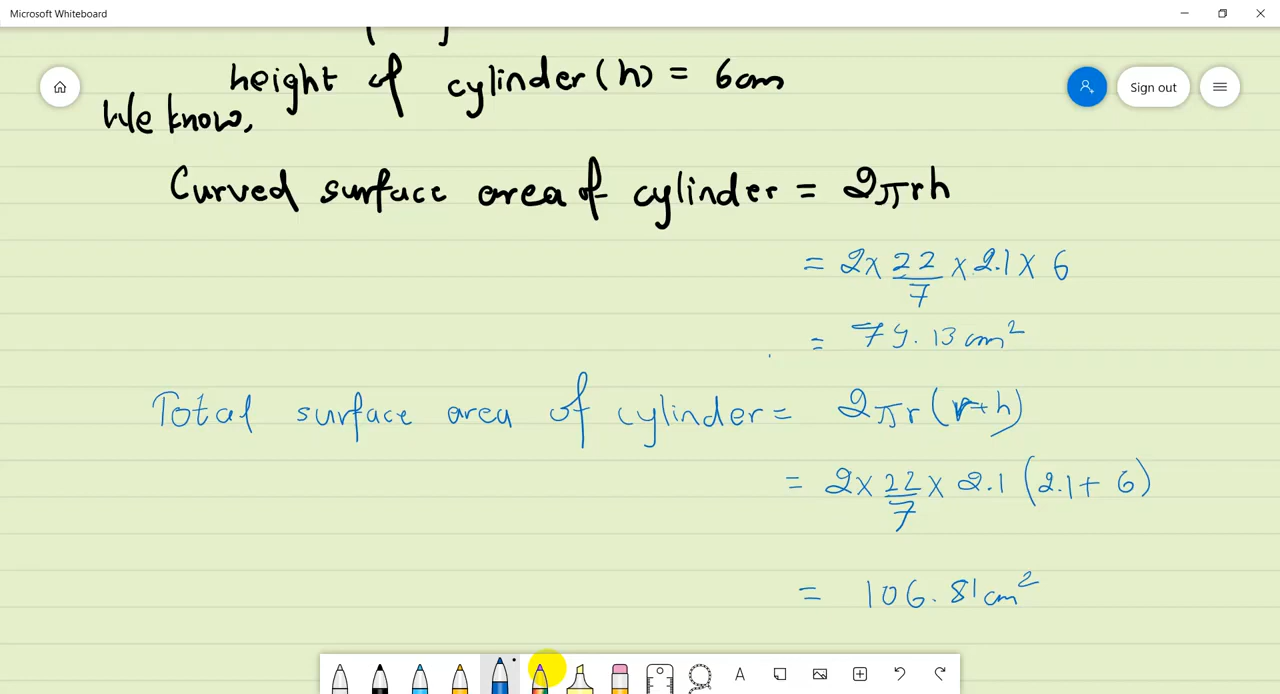 Microsoft Whiteboard
height of cylinder (h) = 6cm
Sign out
We know,
Curved surface area of cylinder = 2πrh
= 2 × 22/7 × 2.1 × 6
= 79.13 cm²
Total surface area of cylinder = 2πr (r+h)
= 2 × 22/7 × 2.1 (2.1 + 6)
= 106.81 cm²
A